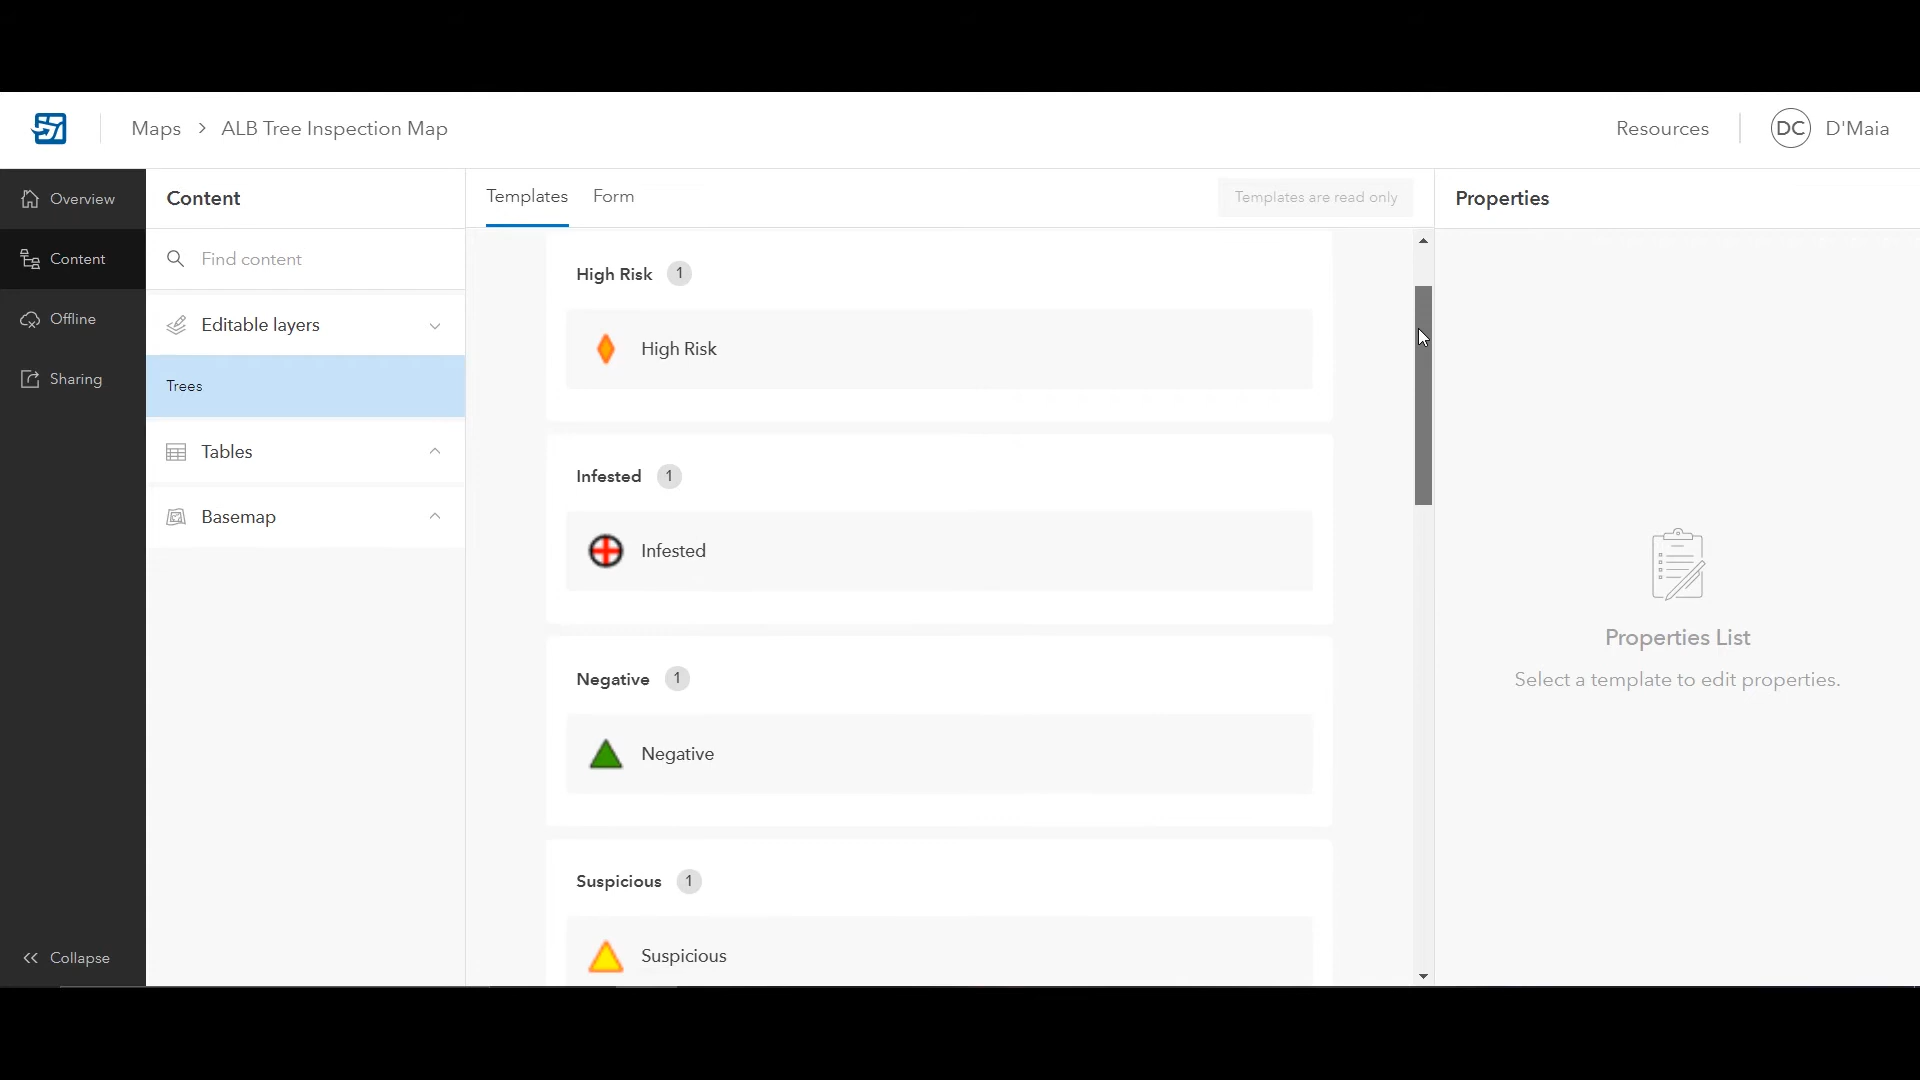 Maps > ALB Tree Inspection Map
Resources
DC
D'Maia
Overview
Content
Offline
Sharing
Collapse
Content
Find content
Editable layers
Trees
Tables
Basemap
Templates
Form
Templates are read only
High Risk 1
High Risk
Infested 1
Infested
Negative 1
Negative
Suspicious 1
Suspicious
Properties
Properties List
Select a template to edit properties.